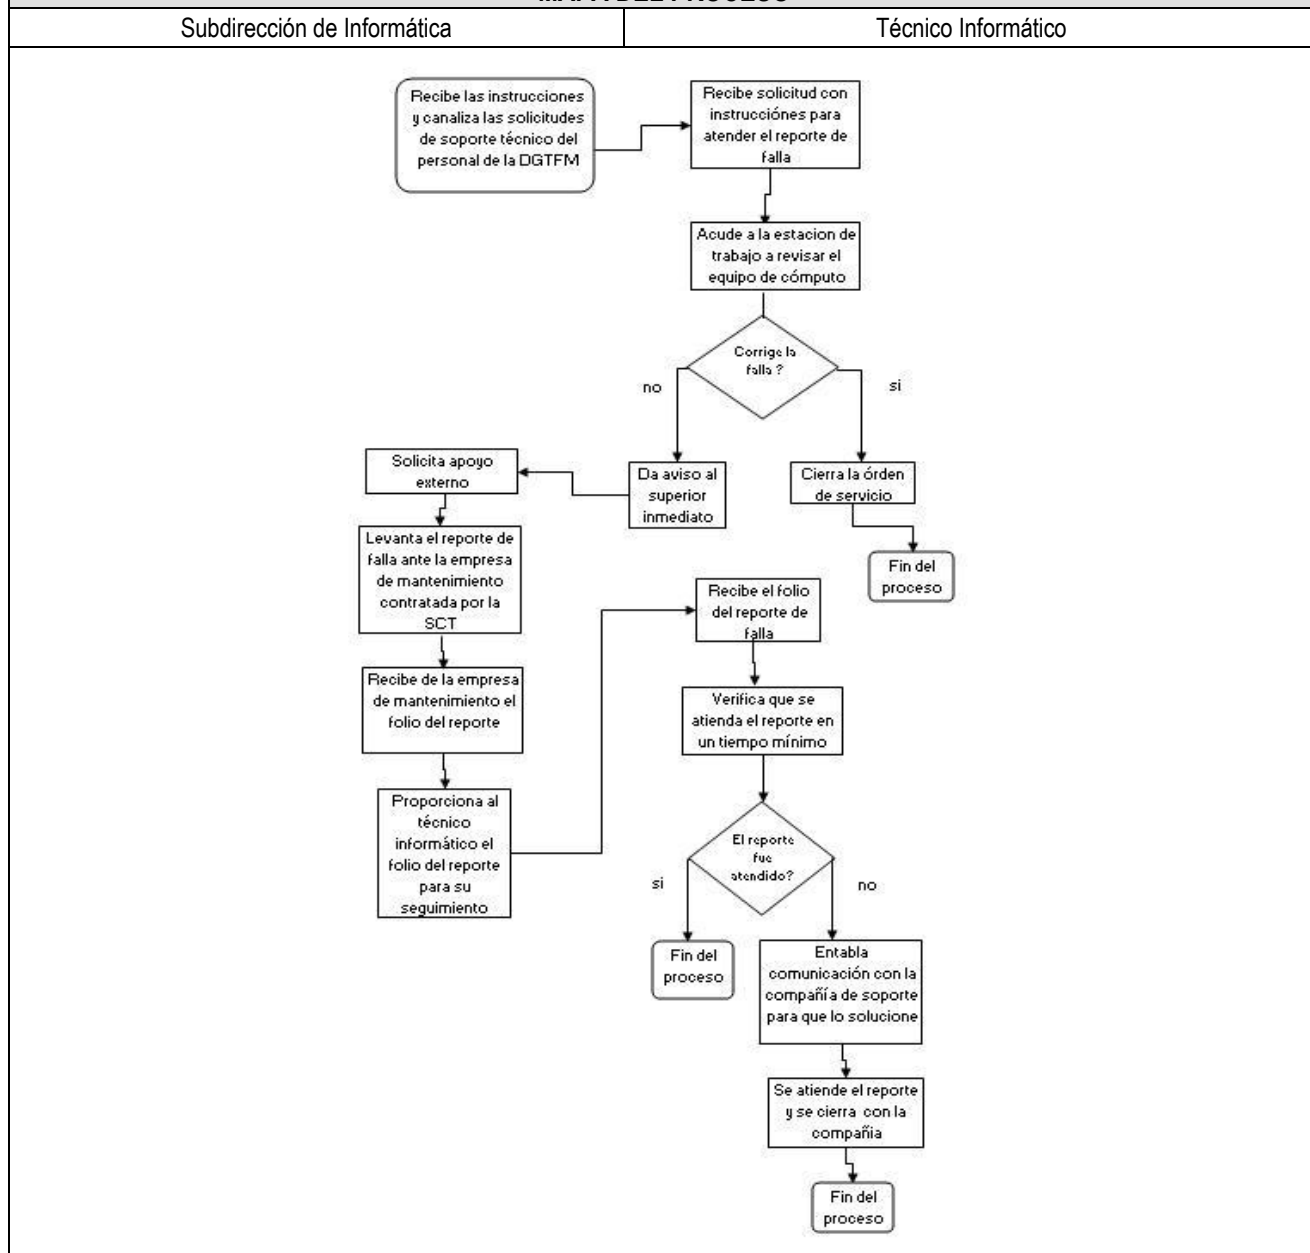 MAPA DEL PROCESO
Subdirección de Informática
Técnico Informático
Recibe las instrucciones
y canaliza las solicitudes
de soporte técnico del
personal de la DGTFM
Recibe solicitud con
instrucciónes para
atender el reporte de
falla
Acude a la estacion de
trabajo a revisar el
equipo de cómputo
Corrige la
falla ?
no
si
Solicita apoyo
externo
Da aviso al
superior
inmediato
Cierra la órden
de servicio
Fin del
proceso
Levanta el reporte de
falla ante la empresa
de mantenimiento
contratada por la
SCT
Recibe de la empresa
de mantenimiento el
folio del reporte
Proporciona al
técnico
informático el
folio del reporte
para su
seguimiento
Recibe el folio
del reporte de
falla
Verifica que se
atienda el reporte en
un tiempo mínimo
El reporte
fue
atendido?
si
no
Fin del
proceso
Entabla
comunicación con la
compañía de soporte
para que lo solucione
Se atiende el reporte
y se cierra con la
compañia
Fin del
proceso